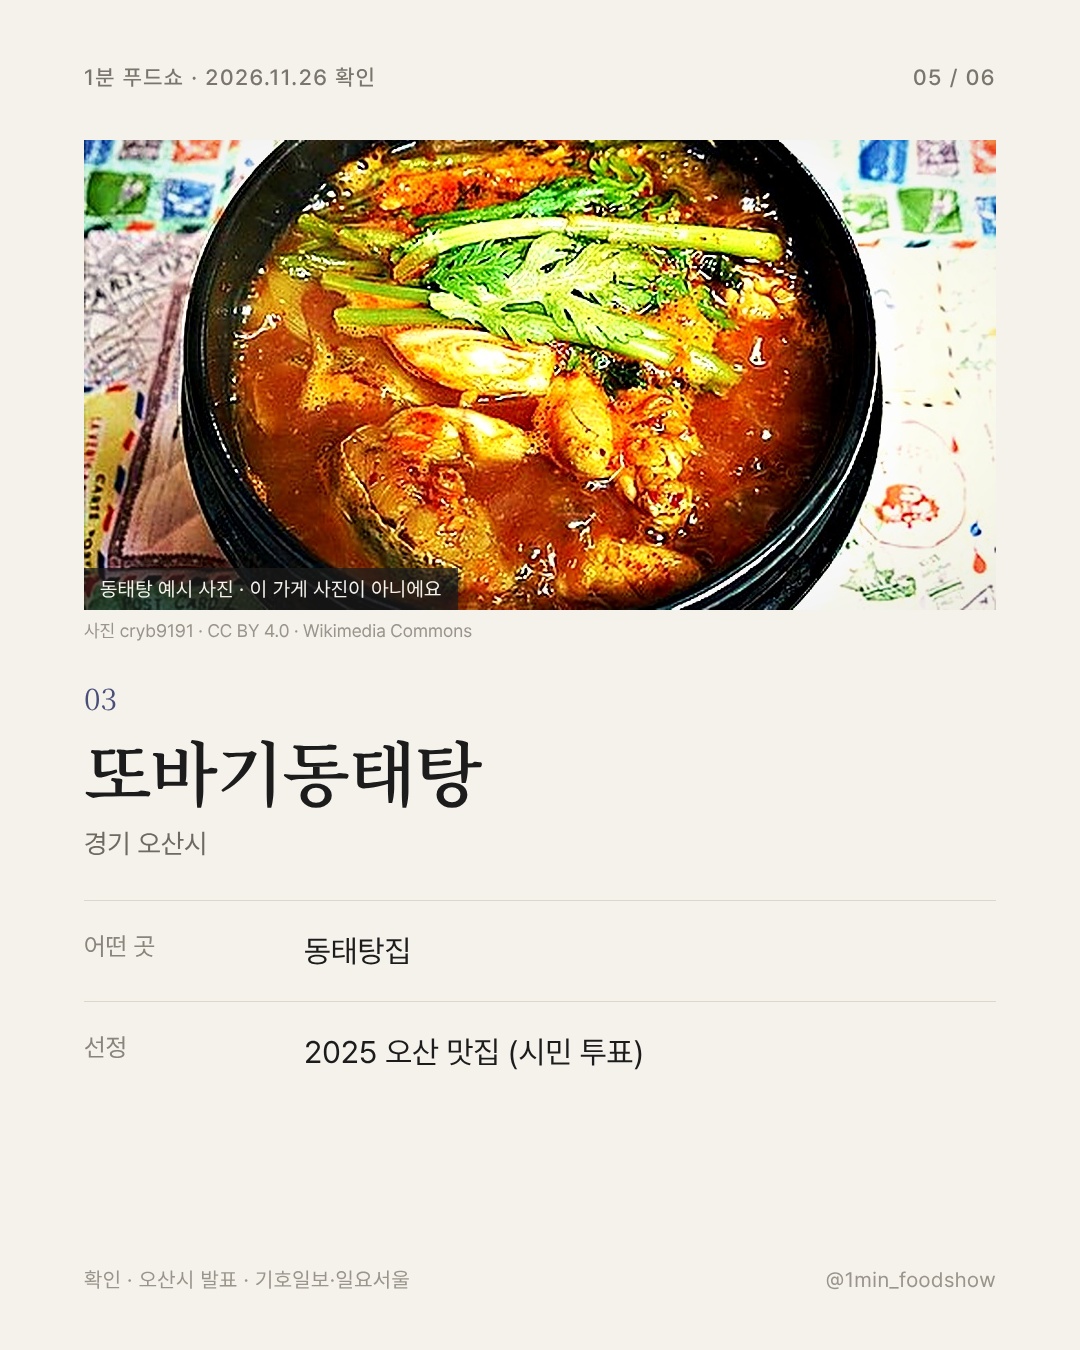 1분 푸드쇼 · 2026.11.26 확인
05 / 06
동태탕 예시 사진 · 이 가게 사진이 아니에요
사진 cryb9191 · CC BY 4.0 · Wikimedia Commons
03
또바기동태탕
경기 오산시
어떤 곳
동태탕집
선정
2025 오산 맛집 (시민 투표)
확인 · 오산시 발표 · 기호일보·일요서울
@1min_foodshow